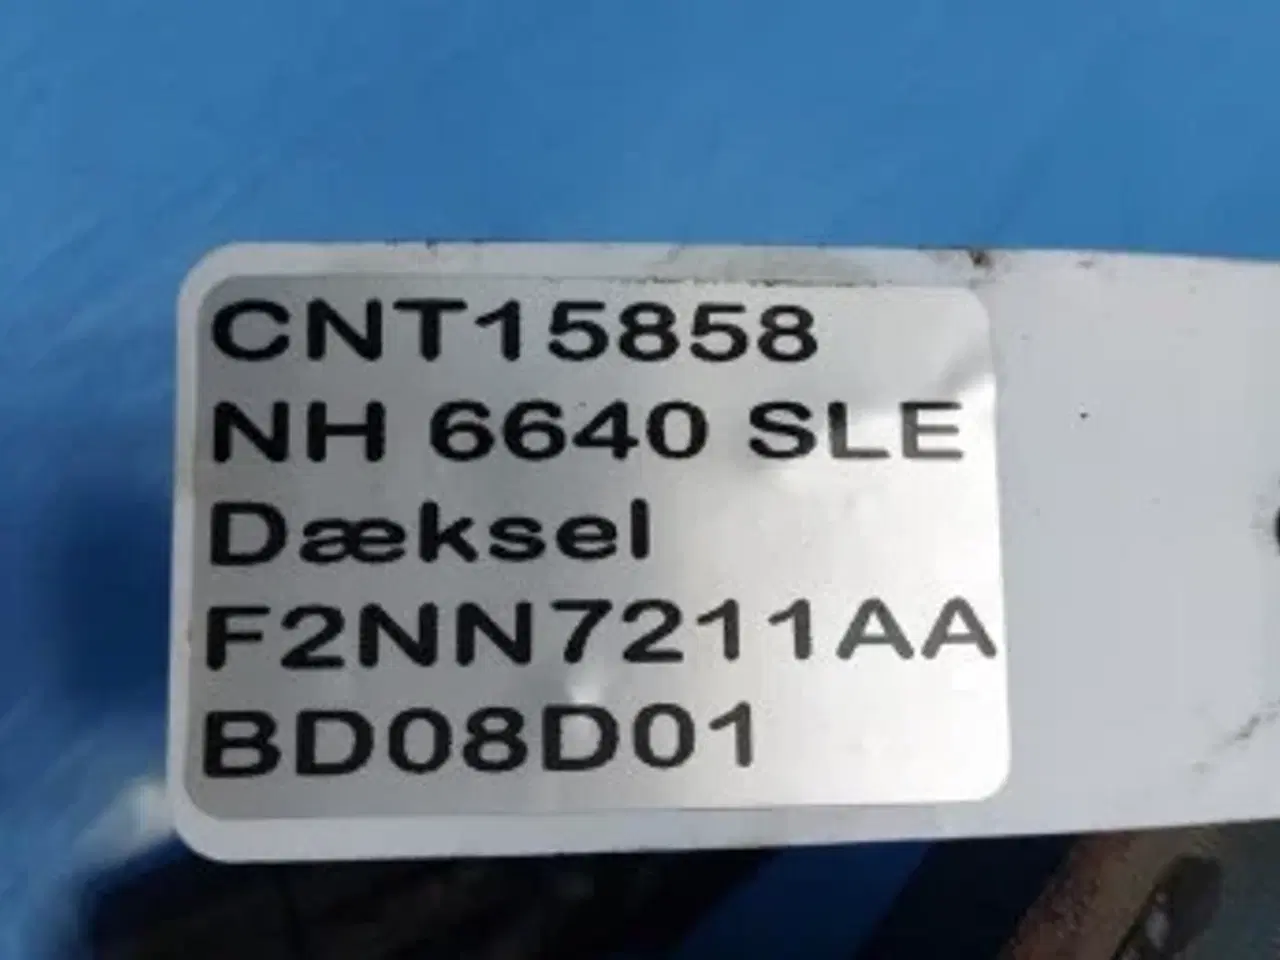 CNT15858
NH 6640 SLE
Dæksel
F2NN7211AA
BD08D01